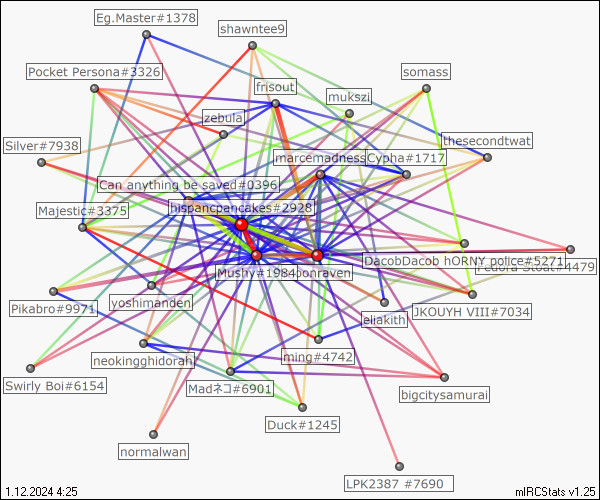 Eg.Master#1378
shawntee9
Pocket Persona#3326
somass
frisout
mukszi
zebula
thesecondtwat
Silver#7938
marcemadness
Cypha#1717
Can anything be saved#0396
Majestic#3375
hispancpancakes#2928
DacobDacob hORNY police#5271
Fedora Stoat#4479
Mushy#1984
bonraven
Pikabro#9971
yoshimanden
eliakith
JKOUYH VIII#7034
neokingghidorah
ming#4742
Swirly Boi#6154
Madネコ#6901
bigcitysamurai
Duck#1245
normalwan
LPK2387 #7690
1.12.2024 4:25
mIRCStats v1.25